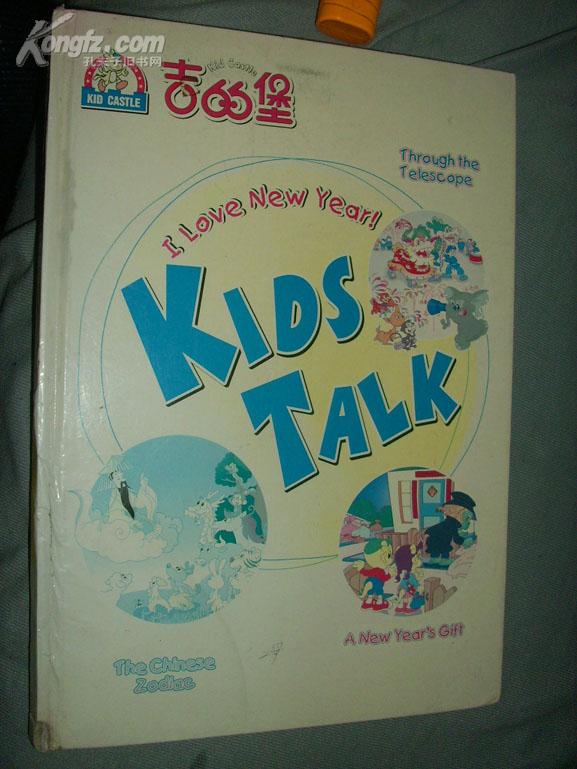 Kongfz.com
孔夫子旧书网
KID CASTLE
Kid Castle
吉的堡
Through the
Telescope
I Love New Year!
KIDS
TALK
A New Year's Gift
The Chinese
Zodiac